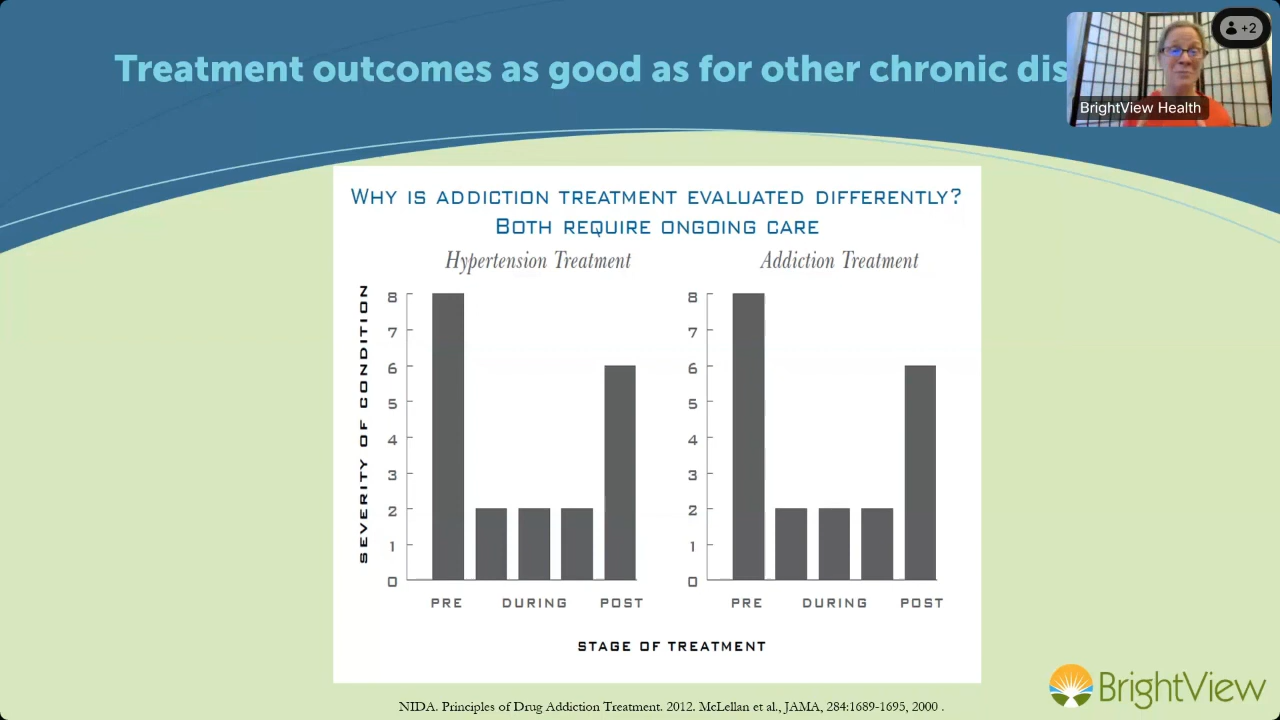 Treatment outcomes as good as for other chronic
+2
BrightView Health
WHY IS ADDICTION TREATMENT EVALUATED DIFFERENTLY?
BOTH REQUIRE ONGOING CARE
Hypertension Treatment
Addiction Treatment
SEVERITY OF CONDITION
8
7
6
5
4
3
2
1
0
PRE
DURING
POST
8
7
6
5
4
3
2
1
0
PRE
DURING
POST
STAGE OF TREATMENT
NIDA. Principles of Drug Addiction Treatment. 2012. McLellan et al., JAMA, 284:1689-1695, 2000 .
BrightView